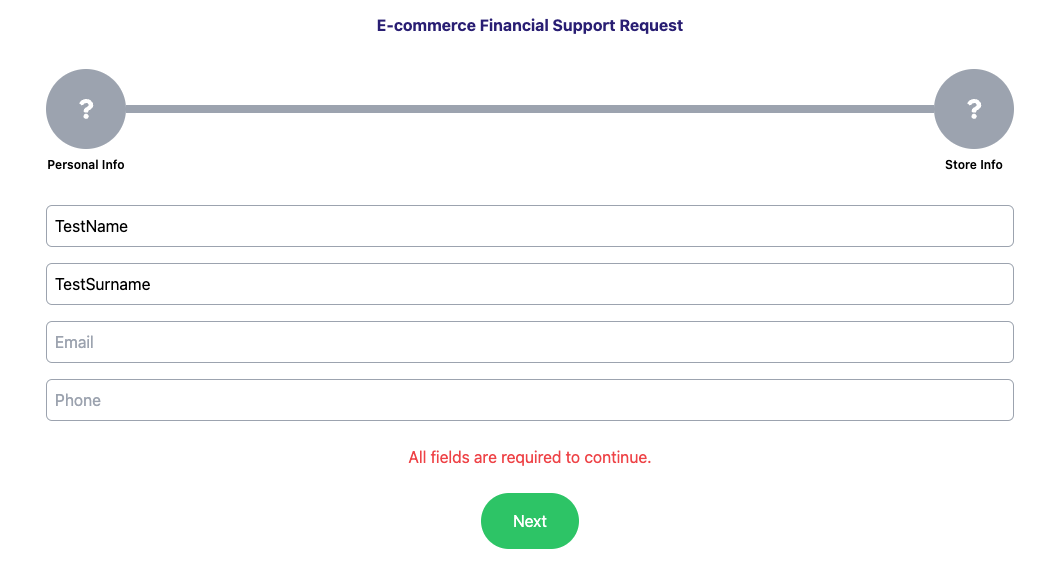 E-commerce Financial Support Request
?
?
Personal Info
Store Info
TestName
TestSurname
Email
Phone
All fields are required to continue.
Next